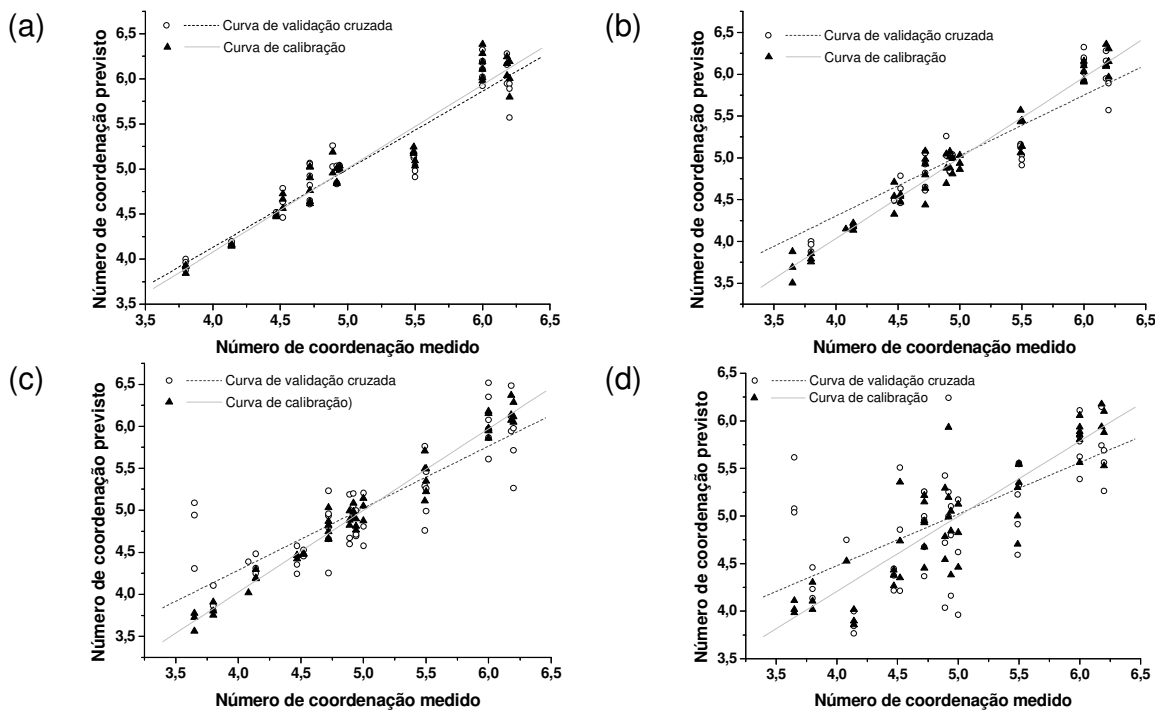 (a)
Curva de validação cruzada
Curva de calibração
Número de coordenação previsto
6,5
6,0
5,5
5,0
4,5
4,0
3,5
3,5 4,0 4,5 5,0 5,5 6,0 6,5
Número de coordenação medido
(b)
Curva de validação cruzada
Curva de calibração
Número de coordenação previsto
6,5
6,0
5,5
5,0
4,5
4,0
3,5
3,5 4,0 4,5 5,0 5,5 6,0 6,5
Número de coordenação medido
(c)
Curva de validação cruzada
Curva de calibração)
Número de coordenação previsto
6,5
6,0
5,5
5,0
4,5
4,0
3,5
3,5 4,0 4,5 5,0 5,5 6,0 6,5
Número de coordenação medido
(d)
Curva de validação cruzada
Curva de calibração
Número de coordenação previsto
6,5
6,0
5,5
5,0
4,5
4,0
3,5
3,5 4,0 4,5 5,0 5,5 6,0 6,5
Número de coordenação medido